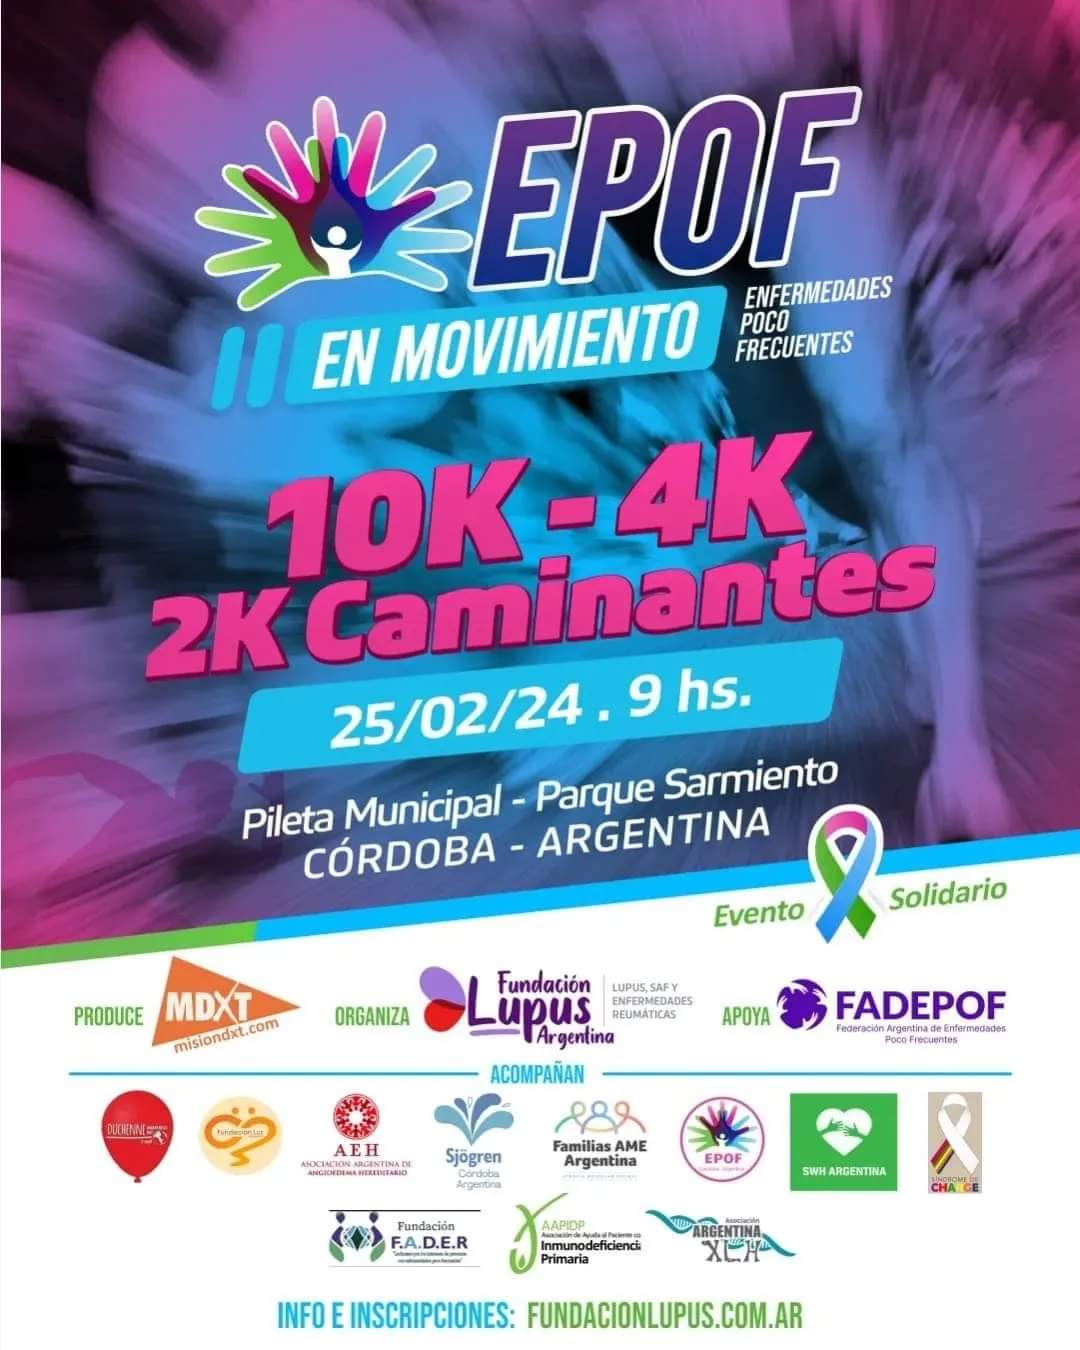 EPOF
EN MOVIMIENTO
ENFERMEDADES
POCO
FRECUENTES
10K - 4K
2K Caminantes
25/02/24 . 9 hs.
Pileta Municipal - Parque Sarmiento
CÓRDOBA - ARGENTINA
Evento Solidario
PRODUCE
MDXT
misiondxt.com
ORGANIZA
Fundación
Lupus
Argentina
LUPUS, SAF Y
ENFERMEDADES
REUMÁTICAS
APOYA
FADEPOF
Federación Argentina de Enfermedades
Poco Frecuentes
ACOMPAÑAN
DUCHENNE
Fundación Luz
AEH
ASOCIACIÓN ARGENTINA DE
ANGIOEDEMA HEREDITARIO
Sjögren
Córdoba
Argentina
Familias AME
Argentina
EPOF
SWH ARGENTINA
SÍNDROME DE
CHARGE
Fundación
F.A.D.E.R
AAPIDP
Asociación de Ayuda al Paciente co
Inmunodeficiencia
Primaria
Asociación
ARGENTINA
XLH
INFO E INSCRIPCIONES: FUNDACIONLUPUS.COM.AR